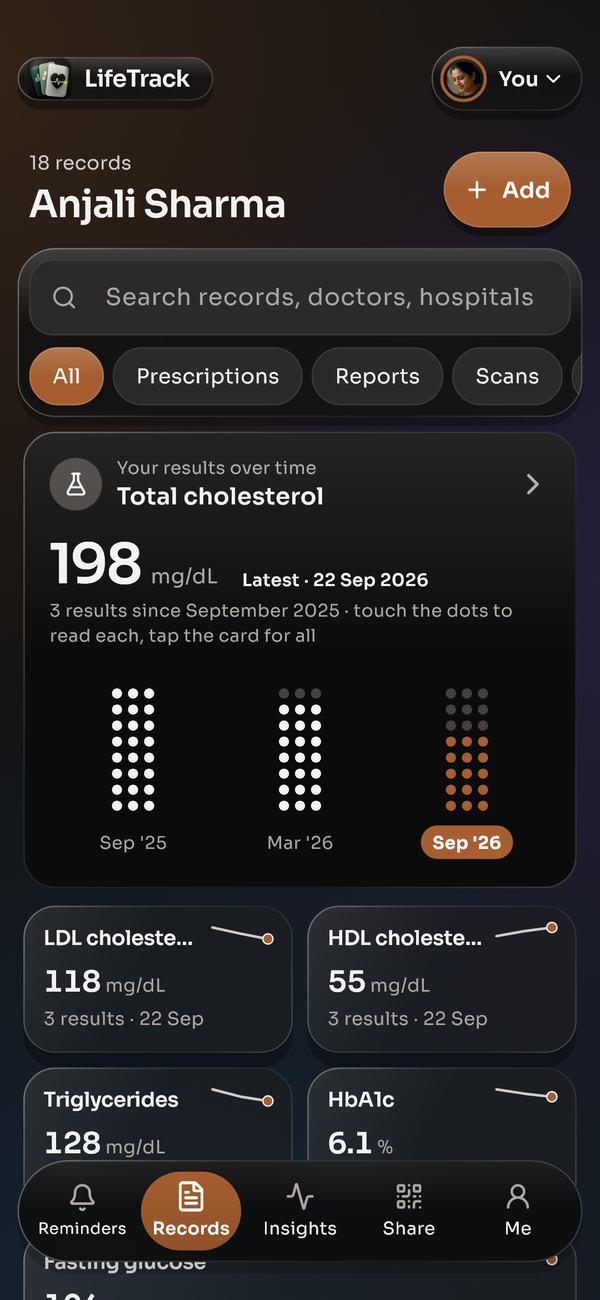 LifeTrack
You
18 records
Anjali Sharma
+ Add
Search records, doctors, hospitals
All
Prescriptions
Reports
Scans
Your results over time
Total cholesterol
198 mg/dL
Latest · 22 Sep 2026
3 results since September 2025 · touch the dots to
read each, tap the card for all
Sep '25
Mar '26
Sep '26
LDL choleste...
118 mg/dL
3 results · 22 Sep
HDL choleste...
55 mg/dL
3 results · 22 Sep
Triglycerides
128 mg/dL
HbA1c
6.1 %
Reminders
Records
Insights
Share
Me
Fasting glucose